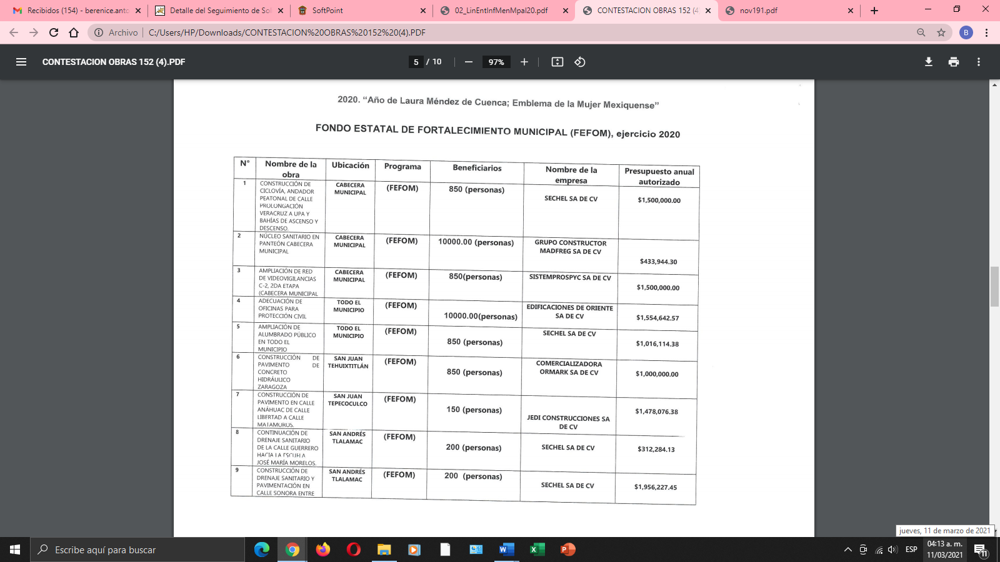 Recibidos (154) - berenice.anto
Detalle del Seguimiento de Sol
SoftPoint
02_LinEntInfMenMpal20.pdf
CONTESTACION OBRAS 152 (4
nov191.pdf
Archivo
C:/Users/HP/Downloads/CONTESTACION%20OBRAS%20152%20(4).PDF
B
CONTESTACION OBRAS 152 (4).PDF
5 / 10
97%
2020. “Año de Laura Méndez de Cuenca; Emblema de la Mujer Mexiquense”
FONDO ESTATAL DE FORTALECIMIENTO MUNICIPAL (FEFOM), ejercicio 2020
N° Nombre de la obra Ubicación Programa Beneficiarios Nombre de la empresa Presupuesto anual autorizado
1
CONSTRUCCIÓN DE
CICLOVÍA, ANDADOR
PEATONAL DE CALLE
PROLONGACIÓN
VERACRUZ A UPA Y
BAHÍAS DE ASCENSO Y
DESCENSO.
CABECERA
MUNICIPAL
(FEFOM)
850 (personas)
SECHEL SA DE CV
$1,500,000.00
2
NÚCLEO SANITARIO EN
PANTEÓN CABECERA
MUNICIPAL
CABECERA
MUNICIPAL
(FEFOM)
10000.00 (personas)
GRUPO CONSTRUCTOR
MADFREG SA DE CV
$433,944.30
3
AMPLIACIÓN DE RED
DE VIDEOVIGILANCIAS
C-2, 2DA ETAPA
(CABECERA MUNICIPAL
CABECERA
MUNICIPAL
(FEFOM)
850(personas)
SISTEMPROSPYC SA DE CV
$1,500,000.00
4
ADECUACIÓN DE
OFICINAS PARA
PROTECCIÓN CIVIL
TODO EL
MUNICIPIO
(FEFOM)
10000.00(personas)
EDIFICACIONES DE ORIENTE
SA DE CV
$1,554,642.57
5
AMPLIACIÓN DE
ALUMBRADO PÚBLICO
EN TODO EL
MUNICIPIO
TODO EL
MUNICIPIO
(FEFOM)
850 (personas)
SECHEL SA DE CV
$1,016,114.38
6
CONSTRUCCIÓN DE
PAVIMENTO DE
CONCRETO
HIDRÁULICO
ZARAGOZA
SAN JUAN
TEHUIXTITLÁN
(FEFOM)
850 (personas)
COMERCIALIZADORA
ORMARK SA DE CV
$1,000,000.00
7
CONSTRUCCIÓN DE
PAVIMENTO EN CALLE
ANÁHUAC DE CALLE
LIBERTAD A CALLE
MATAMOROS.
SAN JUAN
TEPECOCULCO
(FEFOM)
150 (personas)
JEDI CONSTRUCCIONES SA
DE CV
$1,478,076.38
8
CONTINUACIÓN DE
DRENAJE SANITARIO
DE LA CALLE GUERRERO
HACIA LA ESCUELA
JOSÉ MARÍA MORELOS.
SAN ANDRÉS
TLALAMAC
(FEFOM)
200 (personas)
SECHEL SA DE CV
$312,284.13
9
CONSTRUCCIÓN DE
DRENAJE SANITARIO Y
PAVIMENTACIÓN EN
CALLE SONORA ENTRE
SAN ANDRÉS
TLALAMAC
(FEFOM)
200 (personas)
SECHEL SA DE CV
$1,956,227.45
jueves, 11 de marzo de 2021
Escribe aquí para buscar
ESP
04:13 a. m.
11/03/2021
11